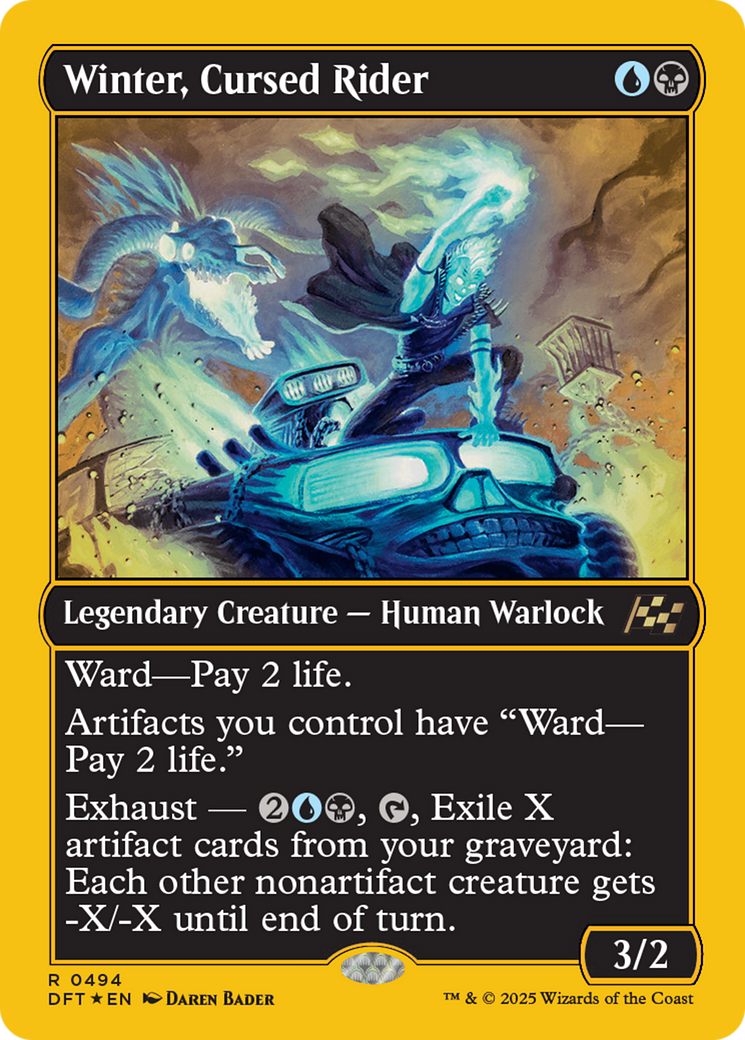 Winter, Cursed Rider
Legendary Creature — Human Warlock
Ward—Pay 2 life.
Artifacts you control have “Ward—
Pay 2 life.”
Exhaust — 2, , Exile X
artifact cards from your graveyard:
Each other nonartifact creature gets
-X/-X until end of turn.
3/2
R 0494
DFT ★ EN DAREN BADER
™ & © 2025 Wizards of the Coast